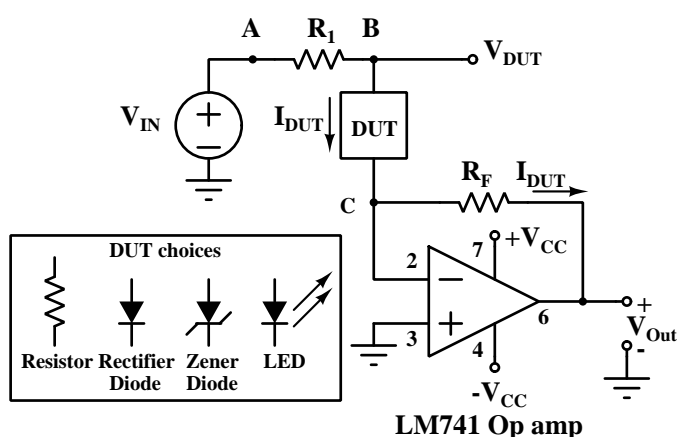 A R1 B
VDUT
VIN + −
IDUT DUT
C RF IDUT
DUT choices
Resistor Rectifier Diode Zener Diode LED
2 − 7 +VCC
3 + 4 6
-VCC
+ VOut -
LM741 Op amp